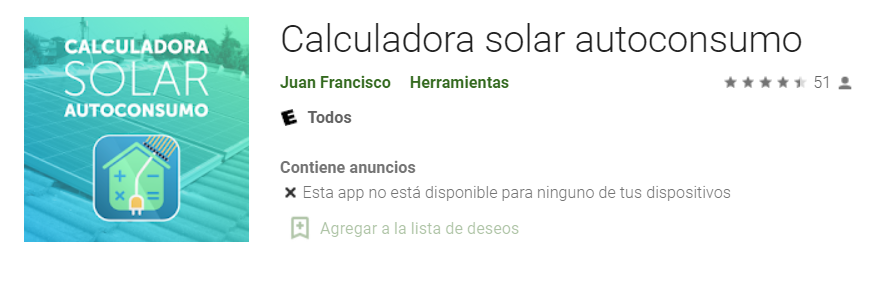 CALCULADORA
SOLAR
AUTOCONSUMO
Calculadora solar autoconsumo
Juan Francisco Herramientas 51
E Todos
Contiene anuncios
Esta app no está disponible para ninguno de tus dispositivos
Agregar a la lista de deseos